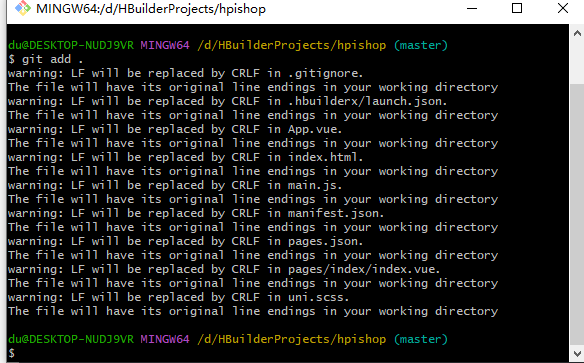 MINGW64:/d/HBuilderProjects/hpishop
du@DESKTOP-NUDJ9VR MINGW64 /d/HBuilderProjects/hpishop (master)
$ git add .
warning: LF will be replaced by CRLF in .gitignore.
The file will have its original line endings in your working directory
warning: LF will be replaced by CRLF in .hbuilderx/launch.json.
The file will have its original line endings in your working directory
warning: LF will be replaced by CRLF in App.vue.
The file will have its original line endings in your working directory
warning: LF will be replaced by CRLF in index.html.
The file will have its original line endings in your working directory
warning: LF will be replaced by CRLF in main.js.
The file will have its original line endings in your working directory
warning: LF will be replaced by CRLF in manifest.json.
The file will have its original line endings in your working directory
warning: LF will be replaced by CRLF in pages.json.
The file will have its original line endings in your working directory
warning: LF will be replaced by CRLF in pages/index/index.vue.
The file will have its original line endings in your working directory
warning: LF will be replaced by CRLF in uni.scss.
The file will have its original line endings in your working directory
du@DESKTOP-NUDJ9VR MINGW64 /d/HBuilderProjects/hpishop (master)
$